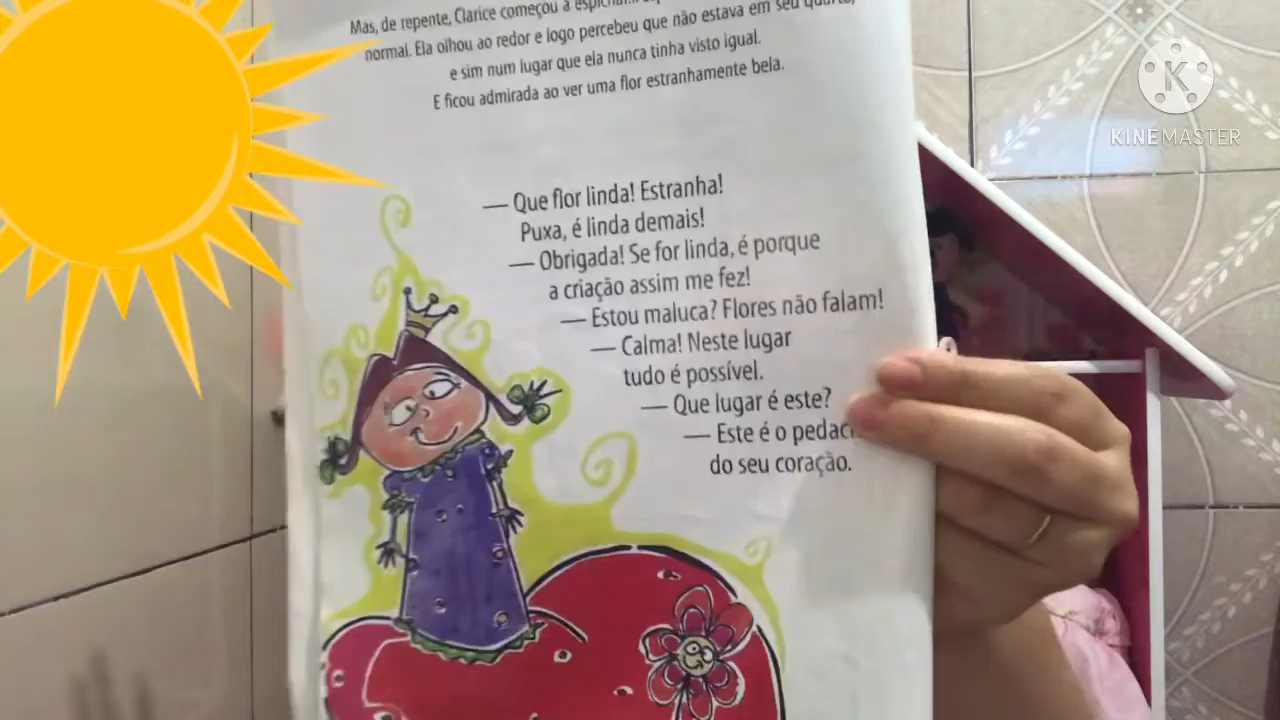 Mas, de repente, Clarice começou a
normal. Ela olhou ao redor e logo percebeu que não estava em seu quarto,
e sim num lugar que ela nunca tinha visto igual.
E ficou admirada ao ver uma flor estranhamente bela.
— Que flor linda! Estranha!
Puxa, é linda demais!
— Obrigada! Se for linda, é porque
a criação assim me fez!
— Estou maluca? Flores não falam!
— Calma! Neste lugar
tudo é possível.
— Que lugar é este?
— Este é o
do seu coração.
KINEMASTER